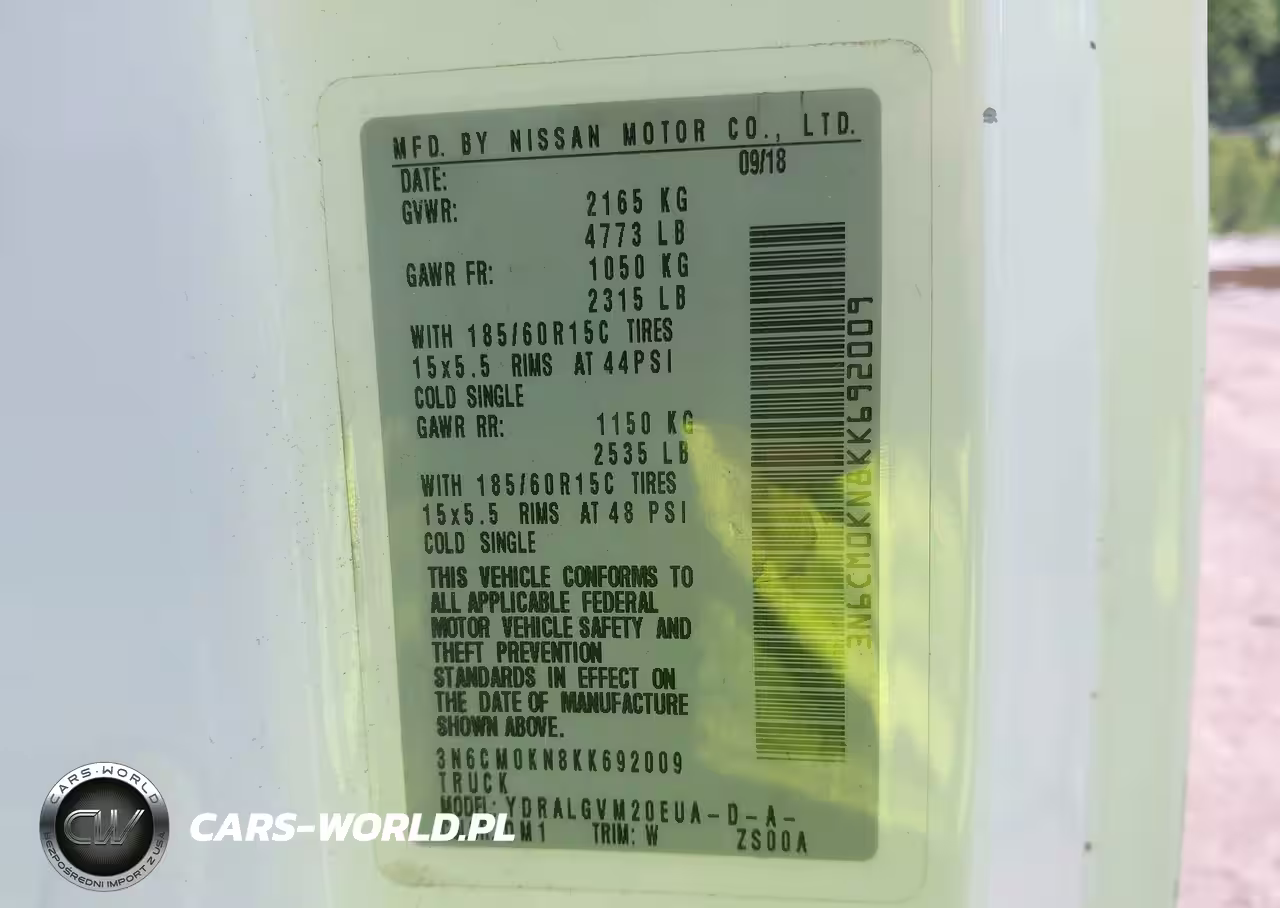 MFD. BY NISSAN MOTOR CO., LTD.
DATE: 09/18
GVWR: 2165 KG
4773 LB
GAWR FR: 1050 KG
2315 LB
WITH 185/60R15C TIRES
15x5.5 RIMS AT 44PSI
COLD SINGLE
GAWR RR: 1150 KG
2535 LB
WITH 185/60R15C TIRES
15x5.5 RIMS AT 48 PSI
COLD SINGLE
THIS VEHICLE CONFORMS TO
ALL APPLICABLE FEDERAL
MOTOR VEHICLE SAFETY AND
THEFT PREVENTION
STANDARDS IN EFFECT ON
THE DATE OF MANUFACTURE
SHOWN ABOVE.
3N6CM0KN8KK692009
TRUCK
MODEL: YDRALGVM20EUA-D-A-
QM1 TRIM: W ZS00A
3N6CM0KN8KK692009
CARS-WORLD
CW
BEZPOŚREDNI IMPORT Z USA
CARS-WORLD.PL